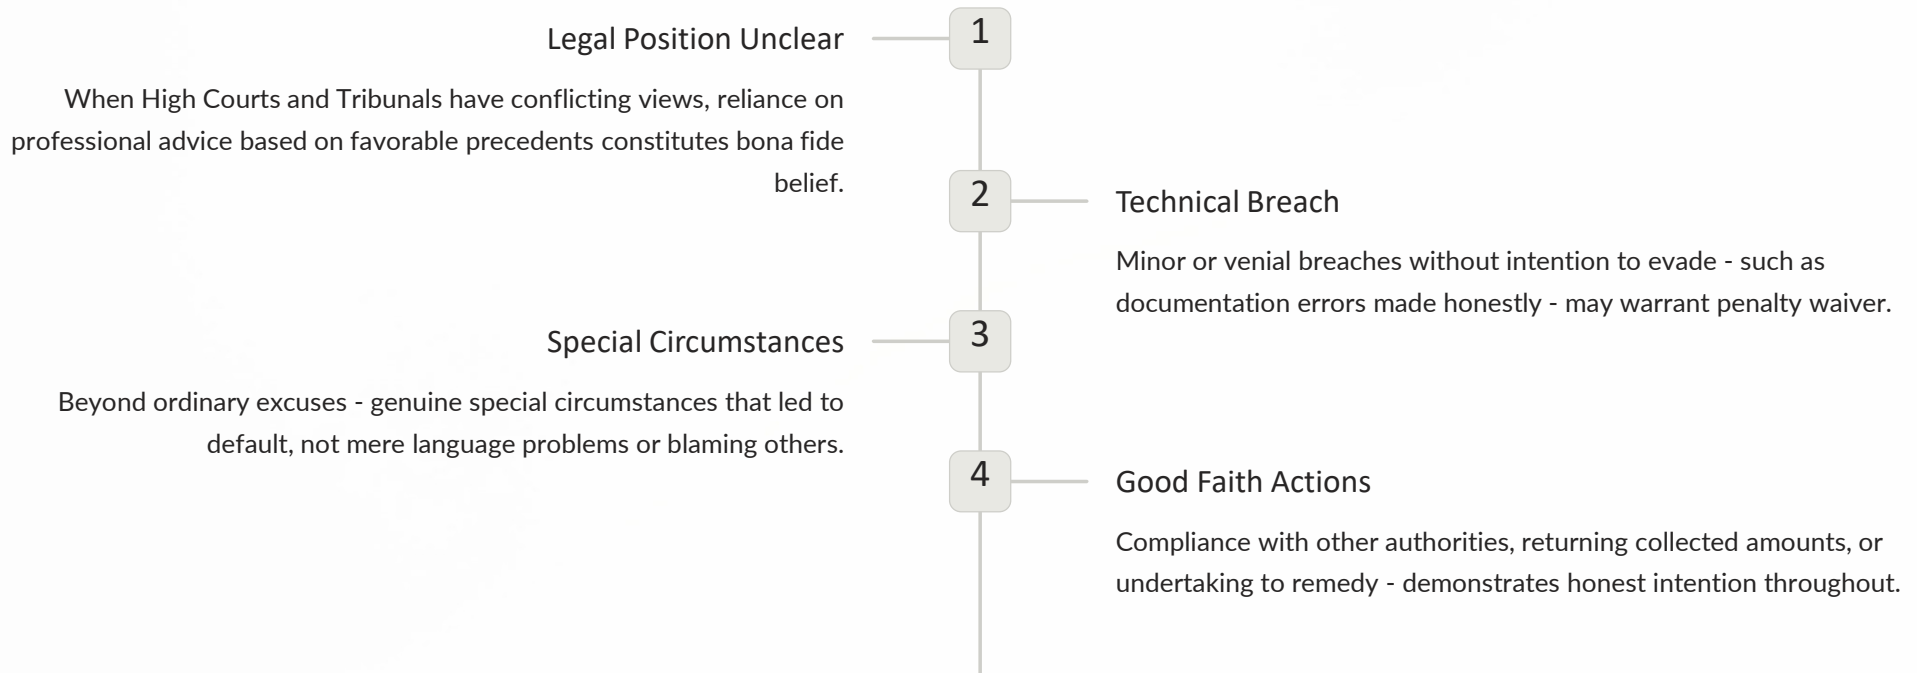 1
Legal Position Unclear
When High Courts and Tribunals have conflicting views, reliance on
professional advice based on favorable precedents constitutes bona fide
belief.
2
Technical Breach
Minor or venial breaches without intention to evade - such as
documentation errors made honestly - may warrant penalty waiver.
3
Special Circumstances
Beyond ordinary excuses - genuine special circumstances that led to
default, not mere language problems or blaming others.
4
Good Faith Actions
Compliance with other authorities, returning collected amounts, or
undertaking to remedy - demonstrates honest intention throughout.